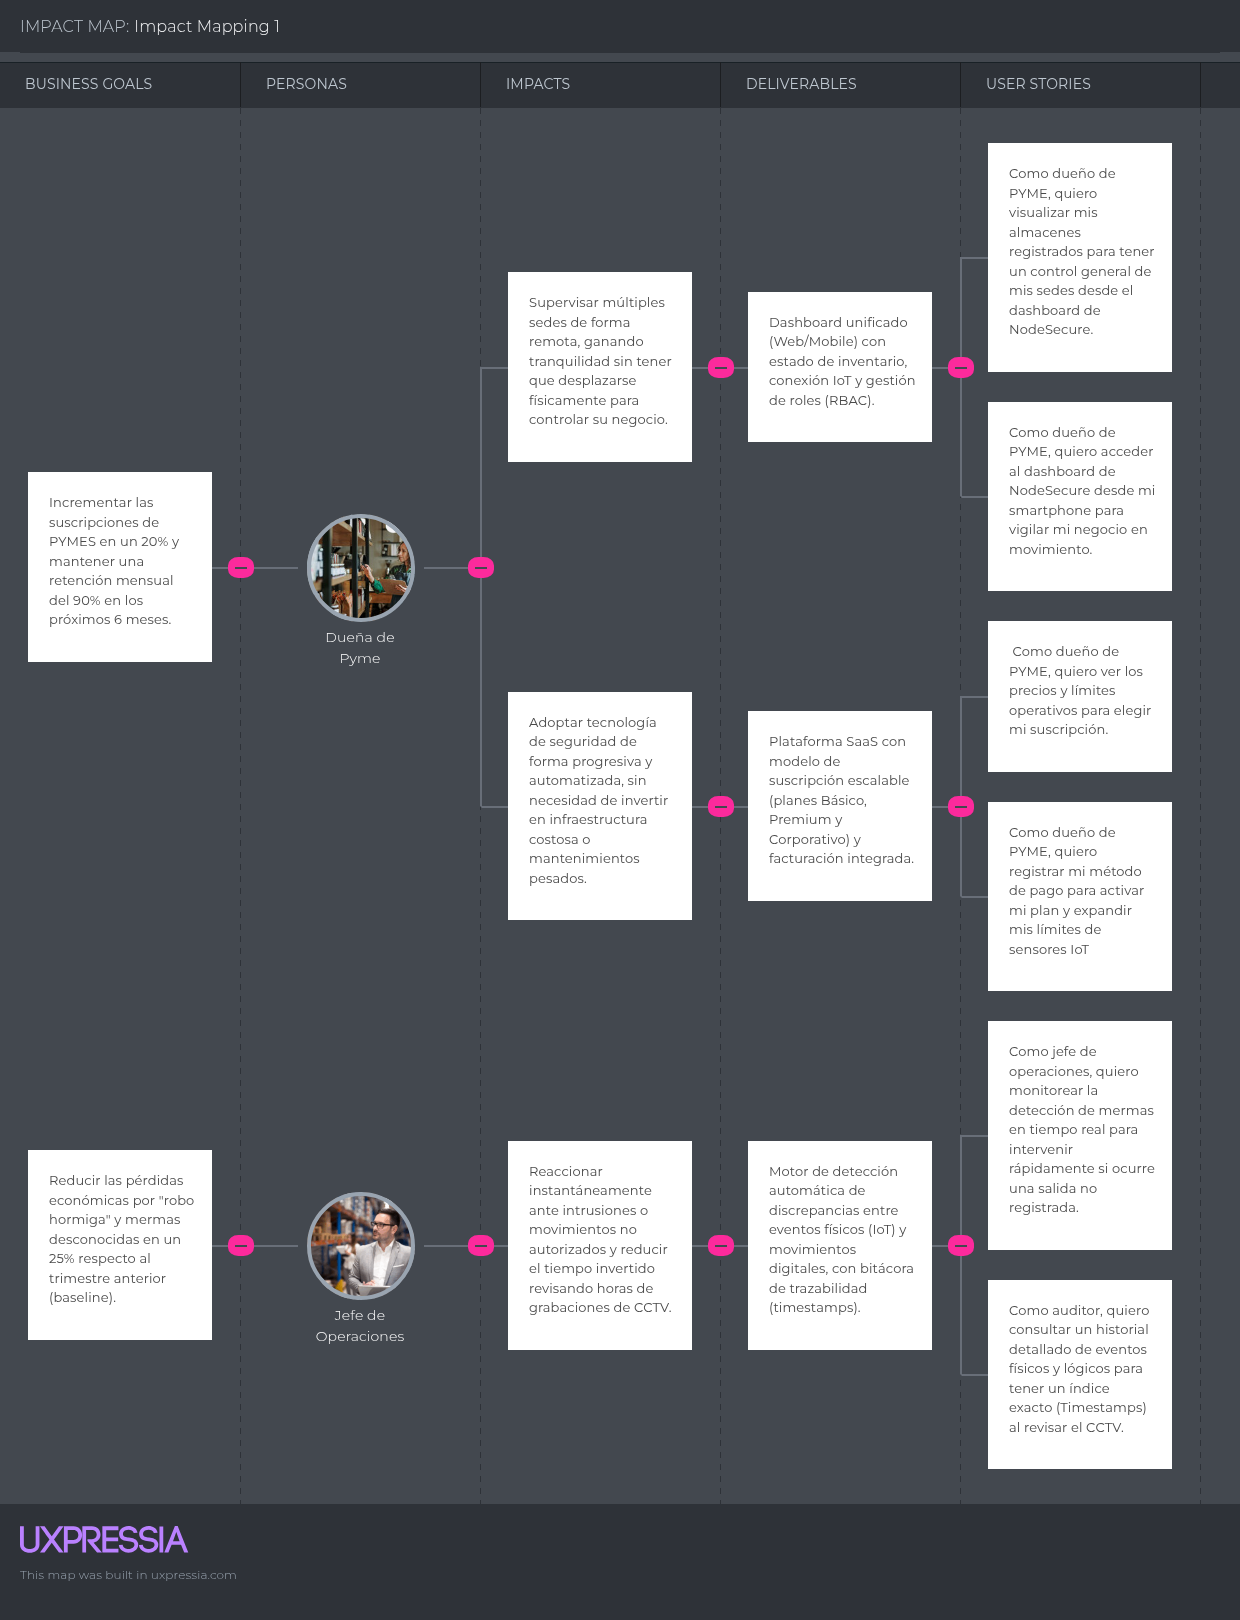 IMPACT MAP: Impact Mapping 1
BUSINESS GOALS
PERSONAS
IMPACTS
DELIVERABLES
USER STORIES
Incrementar las
suscripciones de
PYMES en un 20% y
mantener una
retención mensual
del 90% en los
próximos 6 meses.
Dueña de
Pyme
Supervisar múltiples
sedes de forma
remota, ganando
tranquilidad sin tener
que desplazarse
físicamente para
controlar su negocio.
Dashboard unificado
(Web/Mobile) con
estado de inventario,
conexión IoT y gestión
de roles (RBAC).
Como dueño de
PYME, quiero
visualizar mis
almacenes
registrados para tener
un control general de
mis sedes desde el
dashboard de
NodeSecure.
Como dueño de
PYME, quiero acceder
al dashboard de
NodeSecure desde mi
smartphone para
vigilar mi negocio en
movimiento.
Adoptar tecnología
de seguridad de
forma progresiva y
automatizada, sin
necesidad de invertir
en infraestructura
costosa o
mantenimientos
pesados.
Plataforma SaaS con
modelo de
suscripción escalable
(planes Básico,
Premium y
Corporativo) y
facturación integrada.
Como dueño de
PYME, quiero ver los
precios y límites
operativos para elegir
mi suscripción.
Como dueño de
PYME, quiero
registrar mi método
de pago para activar
mi plan y expandir
mis límites de
sensores IoT
Reducir las pérdidas
económicas por "robo
hormiga" y mermas
desconocidas en un
25% respecto al
trimestre anterior
(baseline).
Jefe de
Operaciones
Reaccionar
instantáneamente
ante intrusiones o
movimientos no
autorizados y reducir
el tiempo invertido
revisando horas de
grabaciones de CCTV.
Motor de detección
automática de
discrepancias entre
eventos físicos (IoT) y
movimientos
digitales, con bitácora
de trazabilidad
(timestamps).
Como jefe de
operaciones, quiero
monitorear la
detección de mermas
en tiempo real para
intervenir
rápidamente si ocurre
una salida no
registrada.
Como auditor, quiero
consultar un historial
detallado de eventos
físicos y lógicos para
tener un índice
exacto (Timestamps)
al revisar el CCTV.
UXPRESSIA
This map was built in uxpressia.com